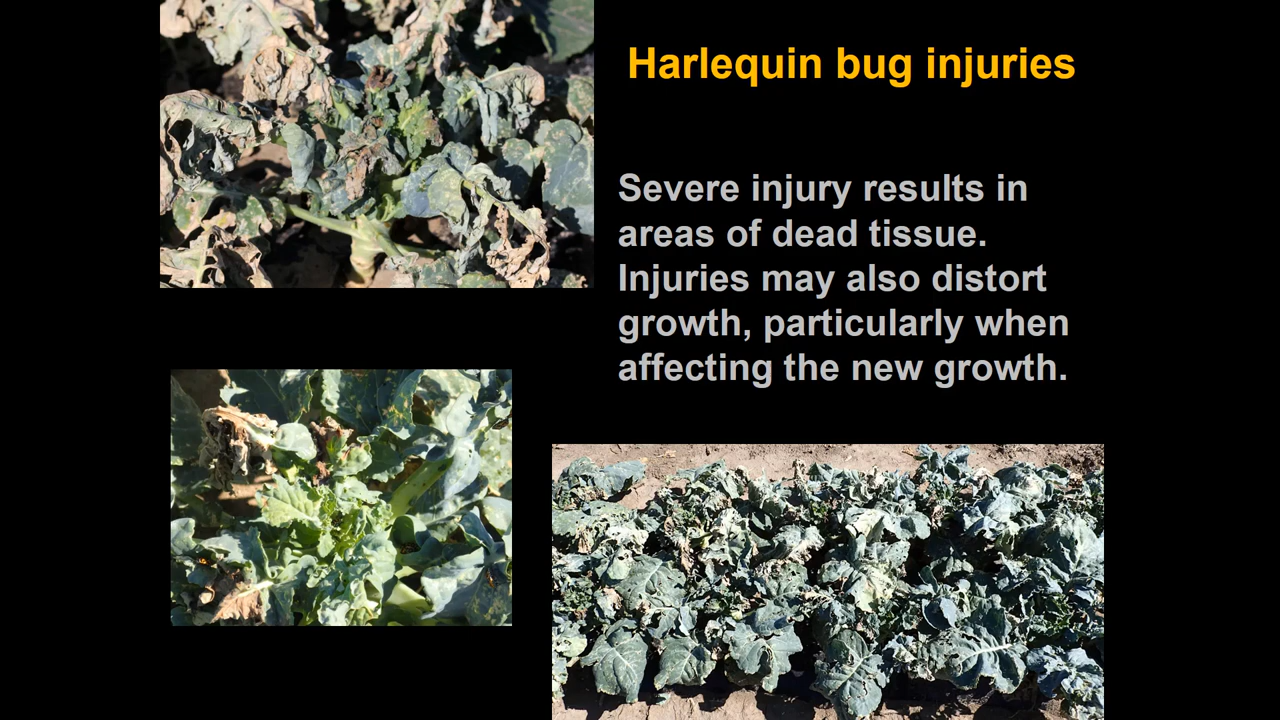 Harlequin bug injuries
Severe injury results in
areas of dead tissue.
Injuries may also distort
growth, particularly when
affecting the new growth.